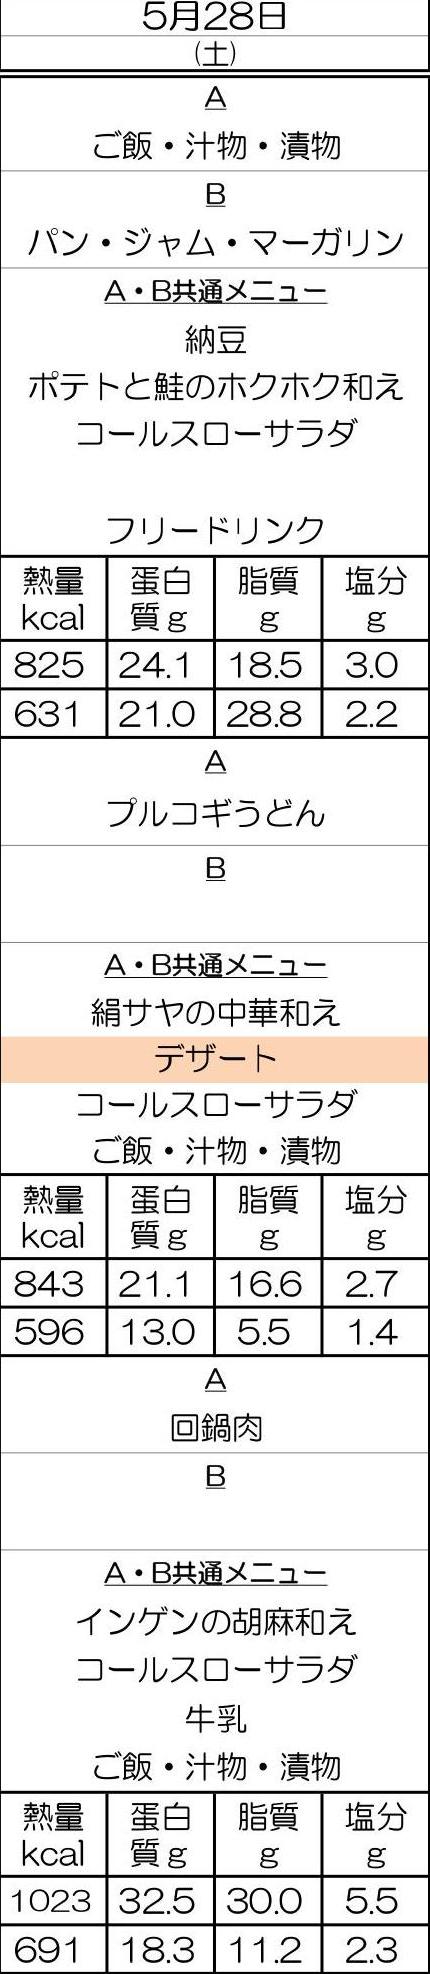 5月28日
(土)
A
ご飯・汁物・漬物
B
パン・ジャム・マーガリン
A・B共通メニュー
納豆
ポテトと鮭のホクホク和え
コールスローサラダ
フリードリンク
熱量 蛋白 脂質 塩分
kcal 質g g g
825 24.1 18.5 3.0
631 21.0 28.8 2.2
A
プルコギうどん
B
A・B共通メニュー
絹サヤの中華和え
デザート
コールスローサラダ
ご飯・汁物・漬物
熱量 蛋白 脂質 塩分
kcal 質g g g
843 21.1 16.6 2.7
596 13.0 5.5 1.4
A
回鍋肉
B
A・B共通メニュー
インゲンの胡麻和え
コールスローサラダ
牛乳
ご飯・汁物・漬物
熱量 蛋白 脂質 塩分
kcal 質g g g
1023 32.5 30.0 5.5
691 18.3 11.2 2.3